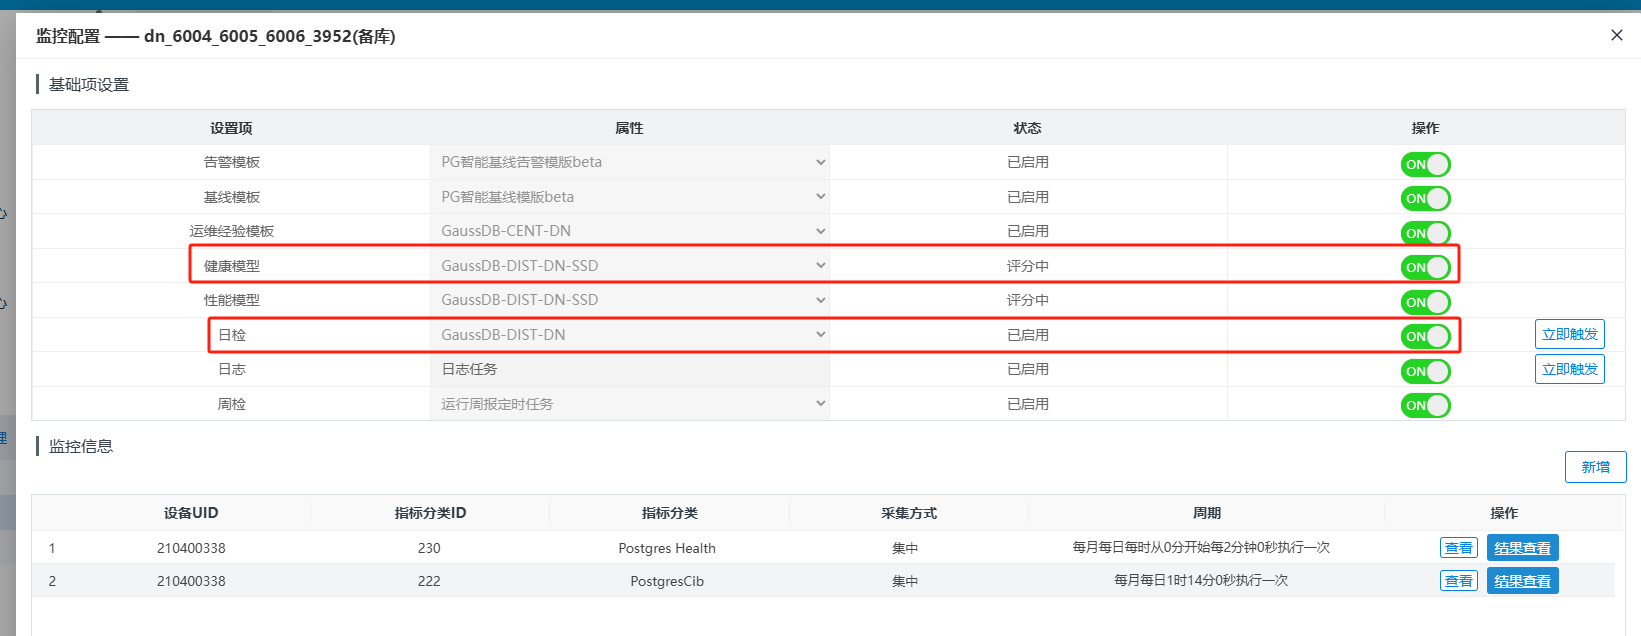 监控配置 —— dn_6004_6005_6006_3952(备库)
基础项设置
设置项 属性 状态 操作
告警模板 PG智能基线告警模版beta 已启用 ON
基线模板 PG智能基线模版beta 已启用 ON
心
运维经验模板 GaussDB-CENT-DN 已启用 ON
健康模型 GaussDB-DIST-DN-SSD 评分中 ON
性能模型 GaussDB-DIST-DN-SSD 评分中 ON
心
日检 GaussDB-DIST-DN 已启用 ON 立即触发
日志 日志任务 已启用 ON 立即触发
周检 运行周报定时任务 已启用 ON
理
监控信息
新增
设备UID 指标分类ID 指标分类 采集方式 周期 操作
1 210400338 230 Postgres Health 集中 每月每日每时从0分开始每2分钟0秒执行一次 查看 结果查看
2 210400338 222 PostgresCib 集中 每月每日1时14分0秒执行一次 查看 结果查看